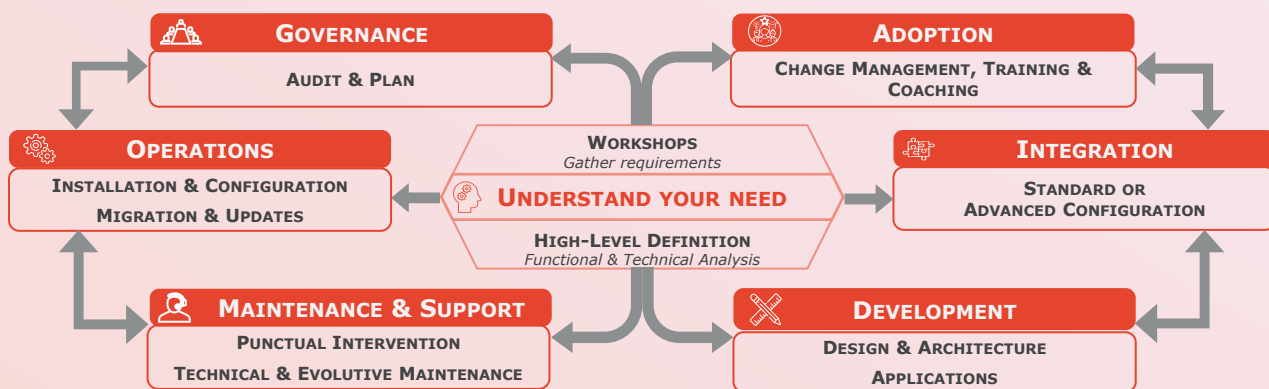 GOVERNANCE
AUDIT & PLAN
ADOPTION
CHANGE MANAGEMENT, TRAINING &
COACHING
OPERATIONS
INSTALLATION & CONFIGURATION
MIGRATION & UPDATES
WORKSHOPS
Gather requirements
UNDERSTAND YOUR NEED
HIGH-LEVEL DEFINITION
Functional & Technical Analysis
INTEGRATION
STANDARD OR
ADVANCED CONFIGURATION
MAINTENANCE & SUPPORT
PUNCTUAL INTERVENTION
TECHNICAL & EVOLUTIVE MAINTENANCE
DEVELOPMENT
DESIGN & ARCHITECTURE
APPLICATIONS